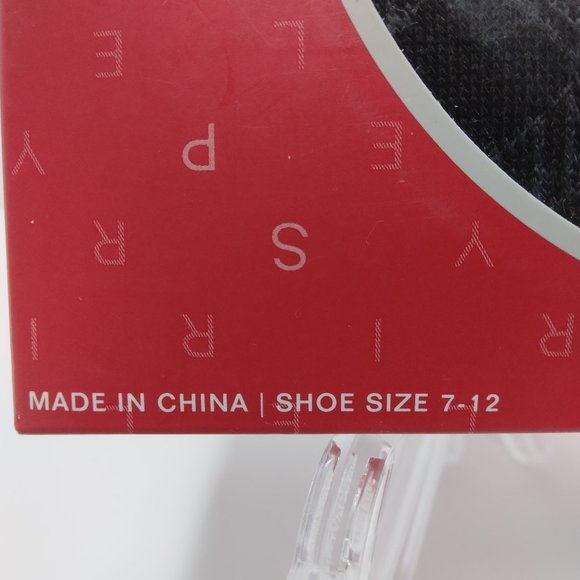 E L
Y P E
R S Y
I R I R
MADE IN CHINA | SHOE SIZE 7-12